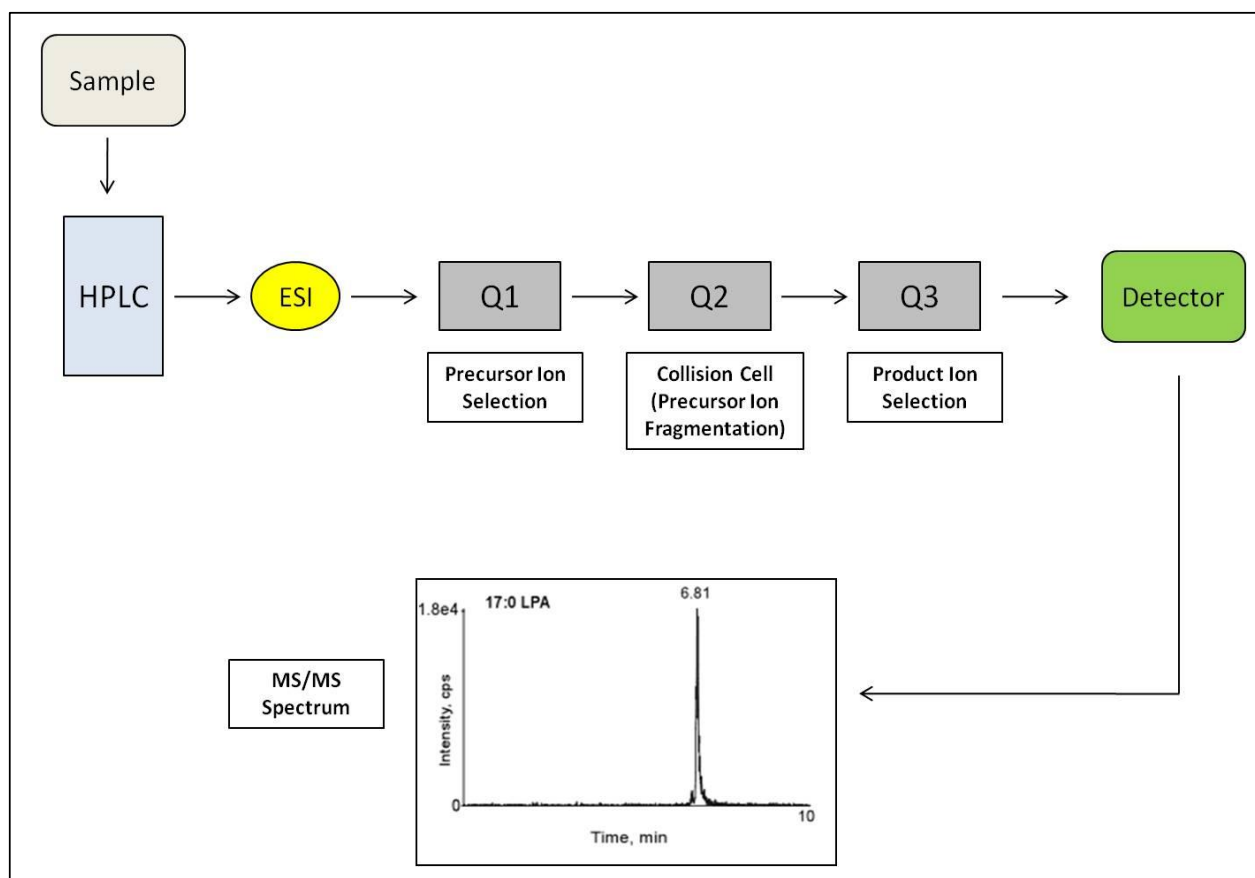 Sample
HPLC
ESI
Q1
Q2
Q3
Detector
Precursor Ion
Selection
Collision Cell
(Precursor Ion
Fragmentation)
Product Ion
Selection
MS/MS
Spectrum
17:0 LPA
6.81
1.8e4
Intensity, cps
0
10
Time, min